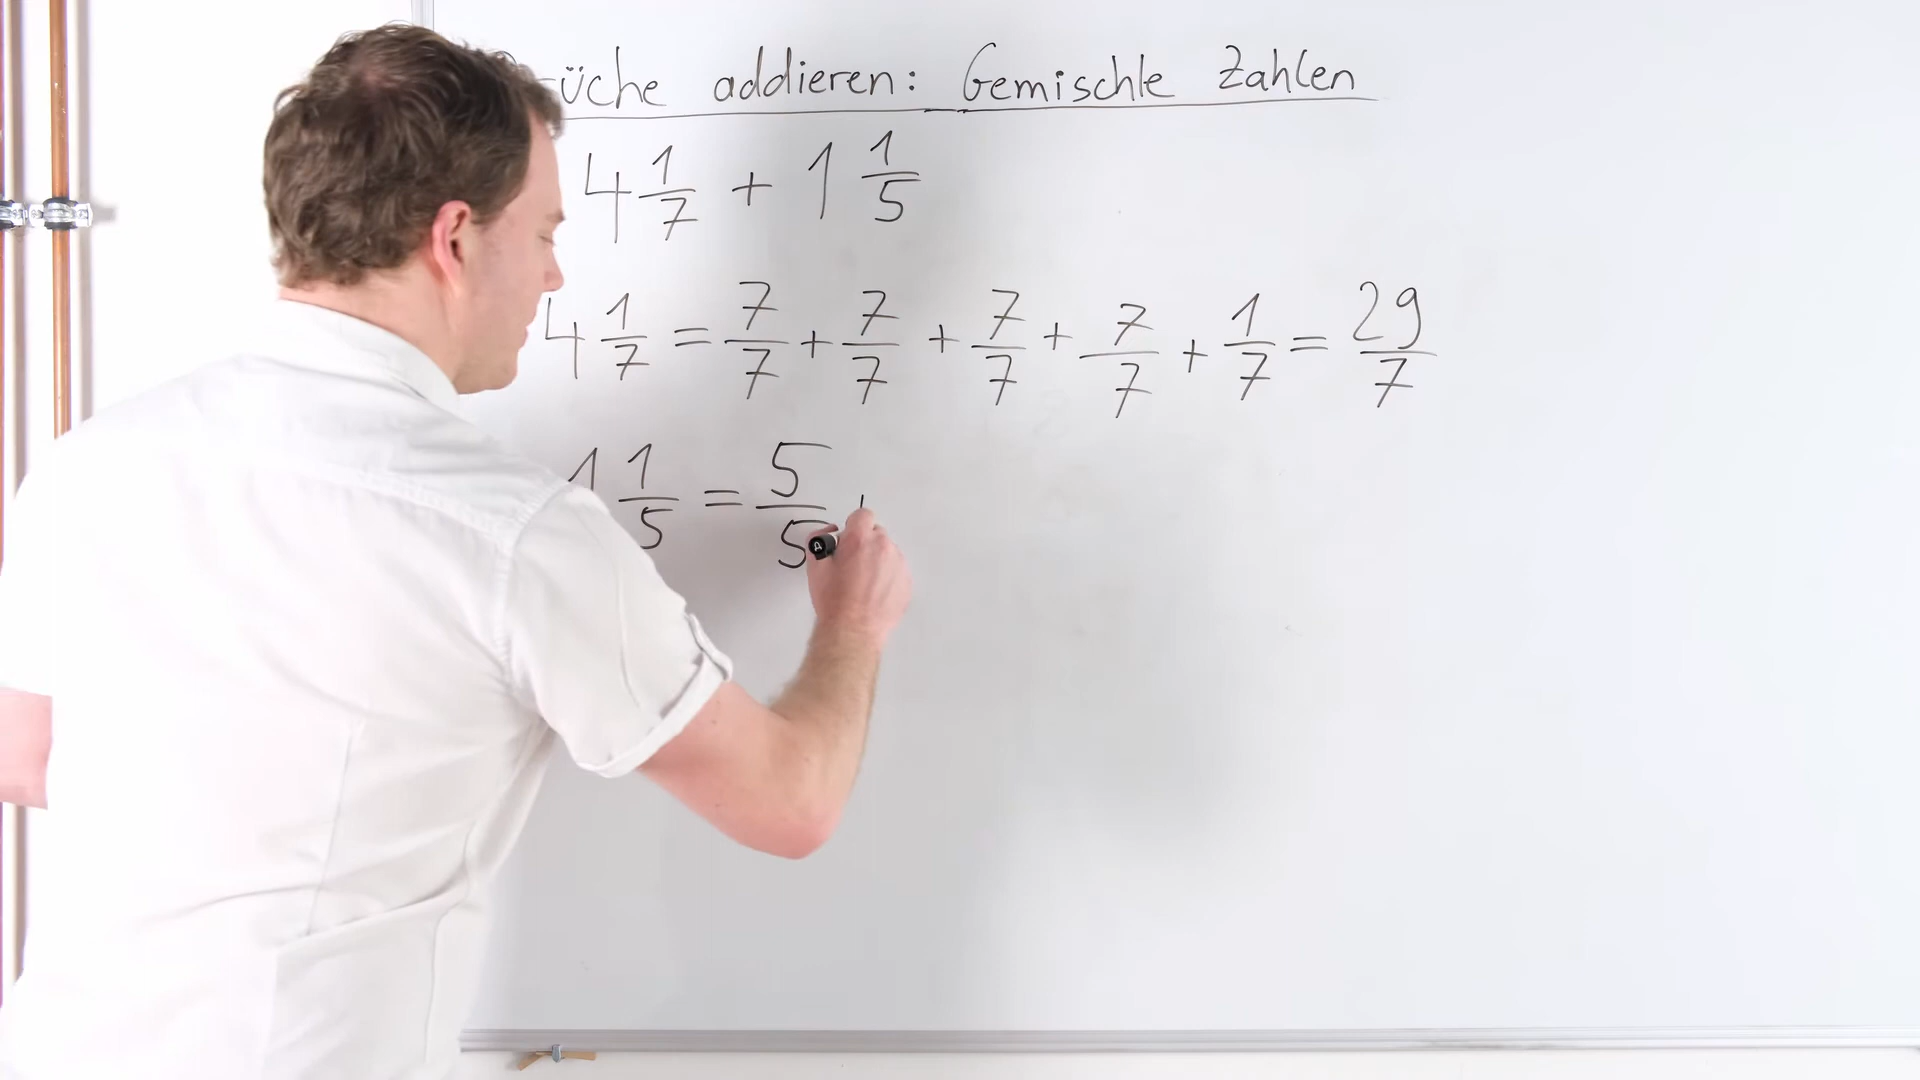 üche addieren: Gemischte Zahlen
4 1/7 + 1 1/5
4 1/7 = 7/7 + 7/7 + 7/7 + 7/7 + 1/7 = 29/7
1 1/5 = 5/5